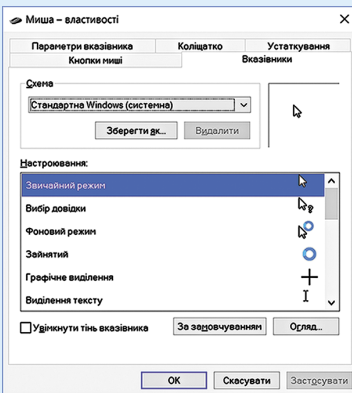 Миша – властивості
Параметри вказівника Коліщатко Устаткування
Кнопки миші Вказівники
Схема
Стандартна Windows (системна)
Зберегти як... Видалити
Настроювання:
Звичайний режим
Вибір довідки
Фоновий режим
Зайнятий
Графічне виділення
Виділення тексту
Увімкнути тінь вказівника За замовчуванням Огляд...
ОК Скасувати Застосувати